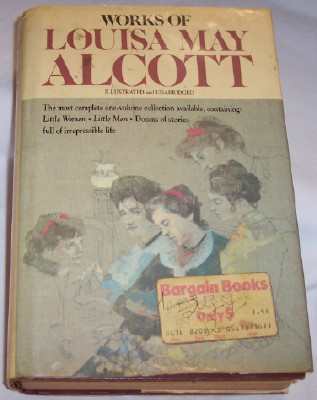 WORKS OF
LOUISA MAY
ALCOTT
ILLUSTRATED and UNABRIDGED
The most complete one-volume collection available, containing:
Little Women • Little Men • Dozens of stories
full of irrepressible life
Bargain Books